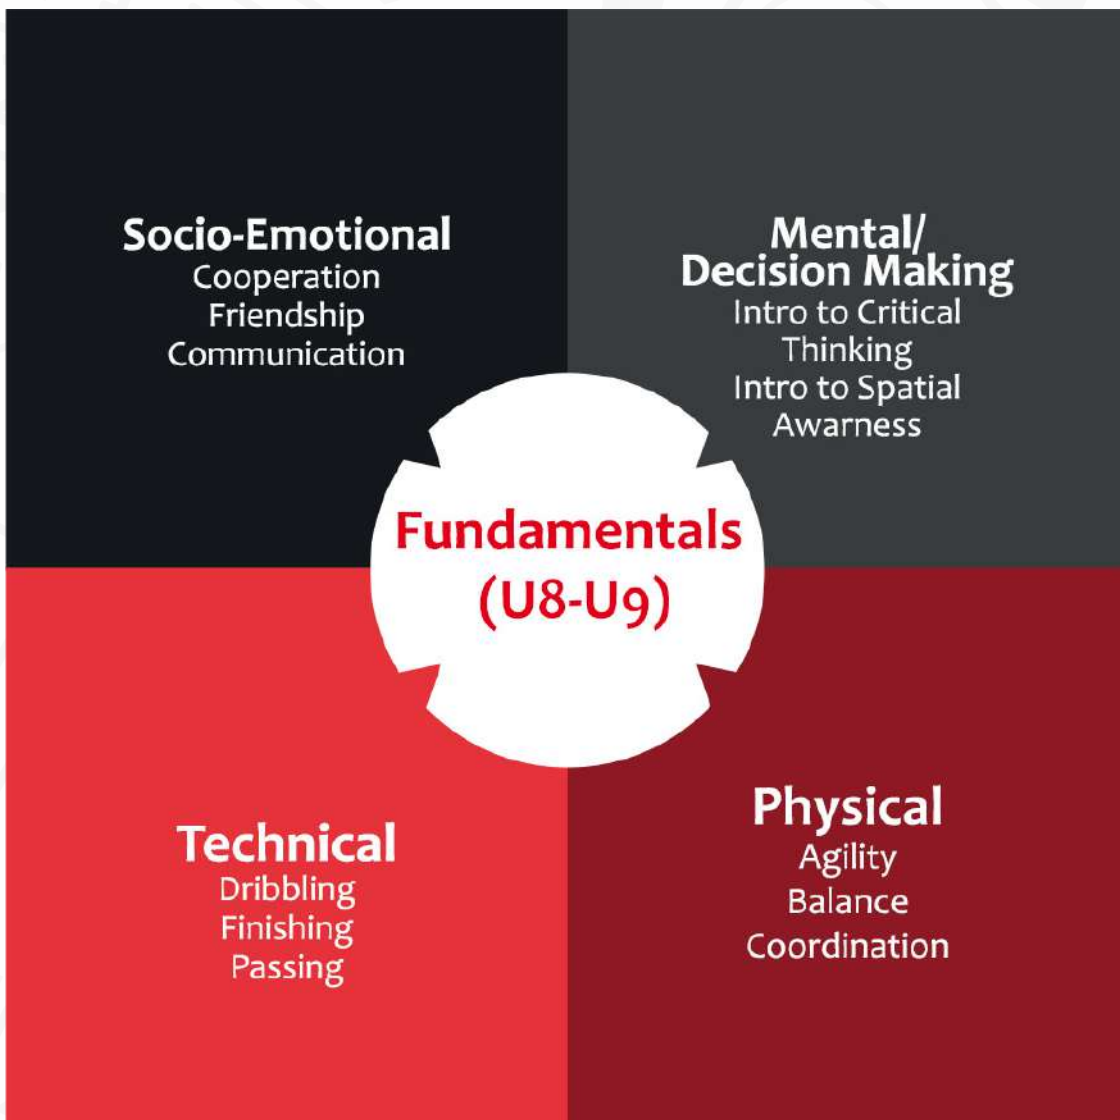 Socio-Emotional
Cooperation
Friendship
Communication
Mental/
Decision Making
Intro to Critical
Thinking
Intro to Spatial
Awarness
Fundamentals
(U8-U9)
Technical
Dribbling
Finishing
Passing
Physical
Agility
Balance
Coordination